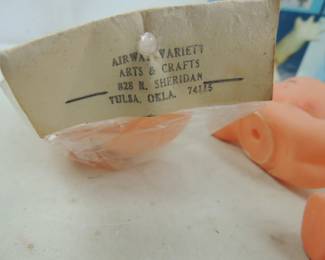 AIRWAY VARIETY
ARTS & CRAFTS
828 N. SHERIDAN
TULSA, OKLA. 74115